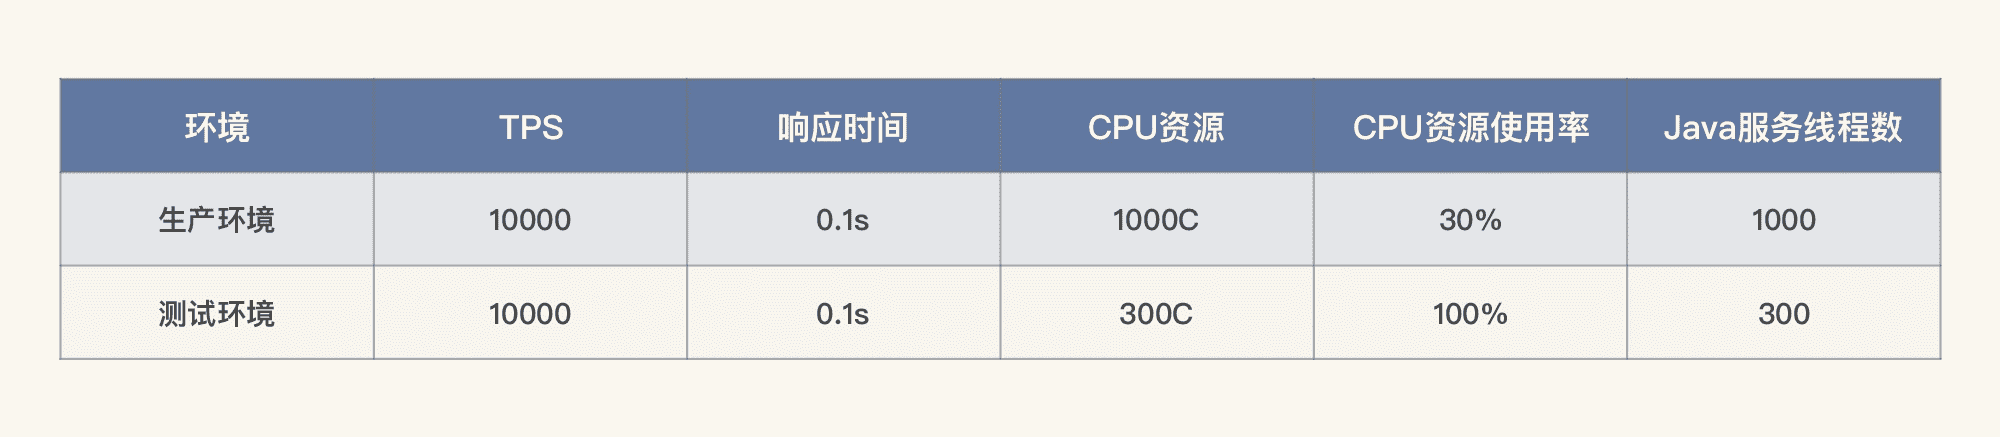 环境 TPS 响应时间 CPU资源 CPU资源使用率 Java服务线程数
生产环境 10000 0.1s 1000C 30% 1000
测试环境 10000 0.1s 300C 100% 300